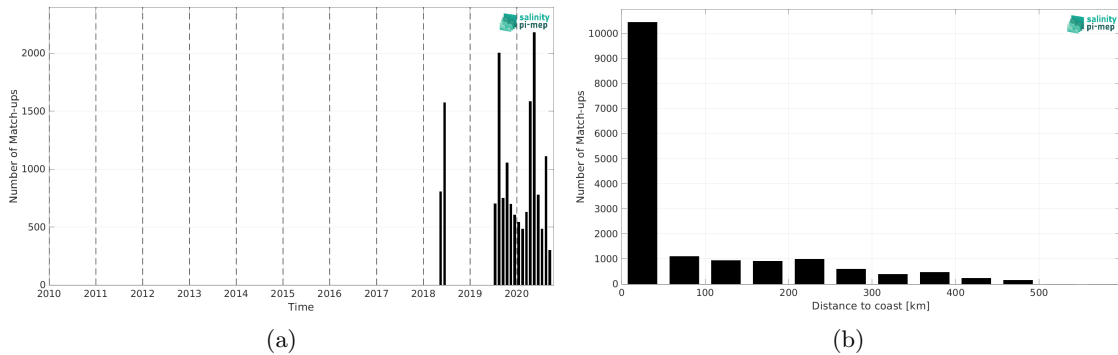 salinity
pi-mep
Number of Match-ups
2000
1500
1000
500
0
2010 2011 2012 2013 2014 2015 2016 2017 2018 2019 2020
Time
(a)
salinity
pi-mep
Number of Match-ups
10000
9000
8000
7000
6000
5000
4000
3000
2000
1000
0
0 100 200 300 400 500
Distance to coast [km]
(b)